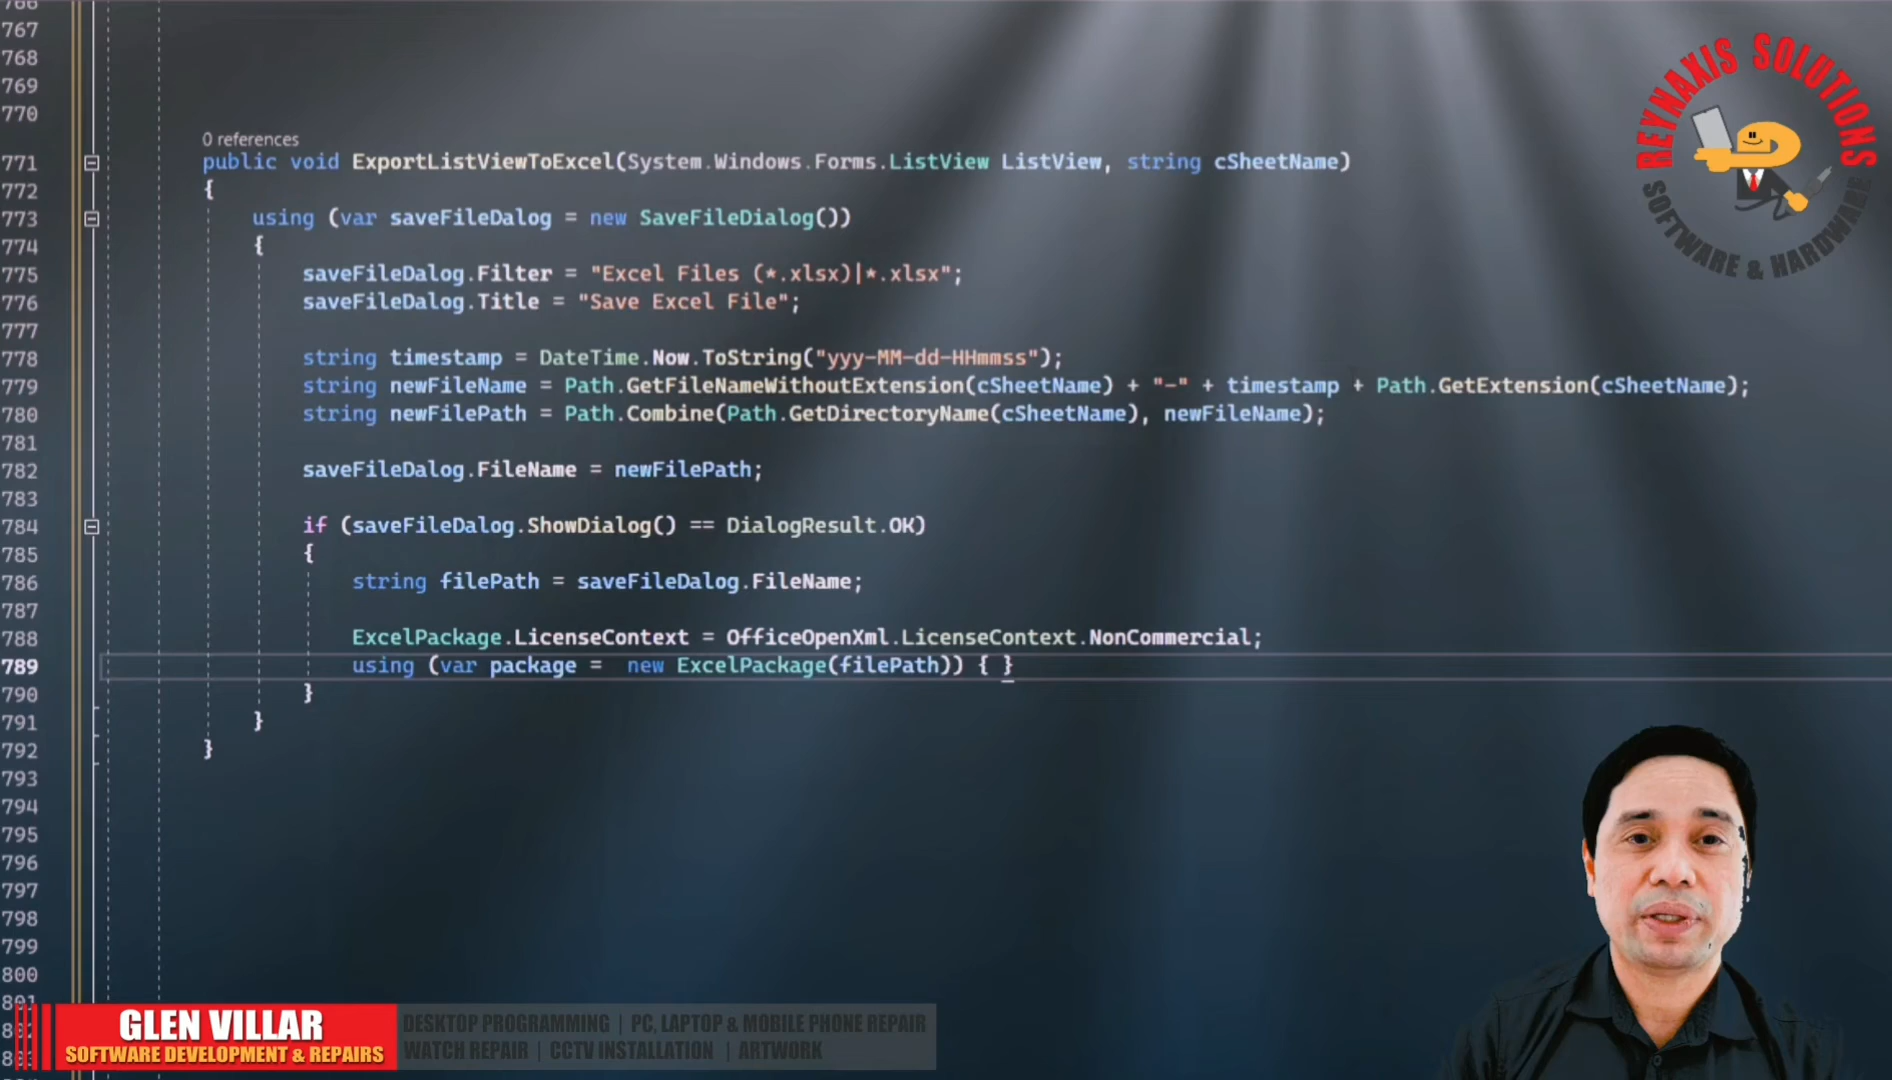 766
767
768
769
770
0 references
771 public void ExportListViewToExcel(System.Windows.Forms.ListView ListView, string cSheetName)
772 {
773 using (var saveFileDalog = new SaveFileDialog())
774 {
775 saveFileDalog.Filter = "Excel Files (*.xlsx)|*.xlsx";
776 saveFileDalog.Title = "Save Excel File";
777
778 string timestamp = DateTime.Now.ToString("yyy-MM-dd-HHmmss");
779 string newFileName = Path.GetFileNameWithoutExtension(cSheetName) + "-" + timestamp + Path.GetExtension(cSheetName);
780 string newFilePath = Path.Combine(Path.GetDirectoryName(cSheetName), newFileName);
781
782 saveFileDalog.FileName = newFilePath;
783
784 if (saveFileDalog.ShowDialog() == DialogResult.OK)
785 {
786 string filePath = saveFileDalog.FileName;
787
788 ExcelPackage.LicenseContext = OfficeOpenXml.LicenseContext.NonCommercial;
789 using (var package =  new ExcelPackage(filePath)) { }
790 }
791 }
792 }
793
794
795
796
797
798
799
800
801
REYNAXIS SOLUTIONS
SOFTWARE & HARDWARE
GLEN VILLAR
SOFTWARE DEVELOPMENT & REPAIRS
DESKTOP PROGRAMMING | PC, LAPTOP & MOBILE PHONE REPAIR
WATCH REPAIR | CCTV INSTALLATION | ARTWORK